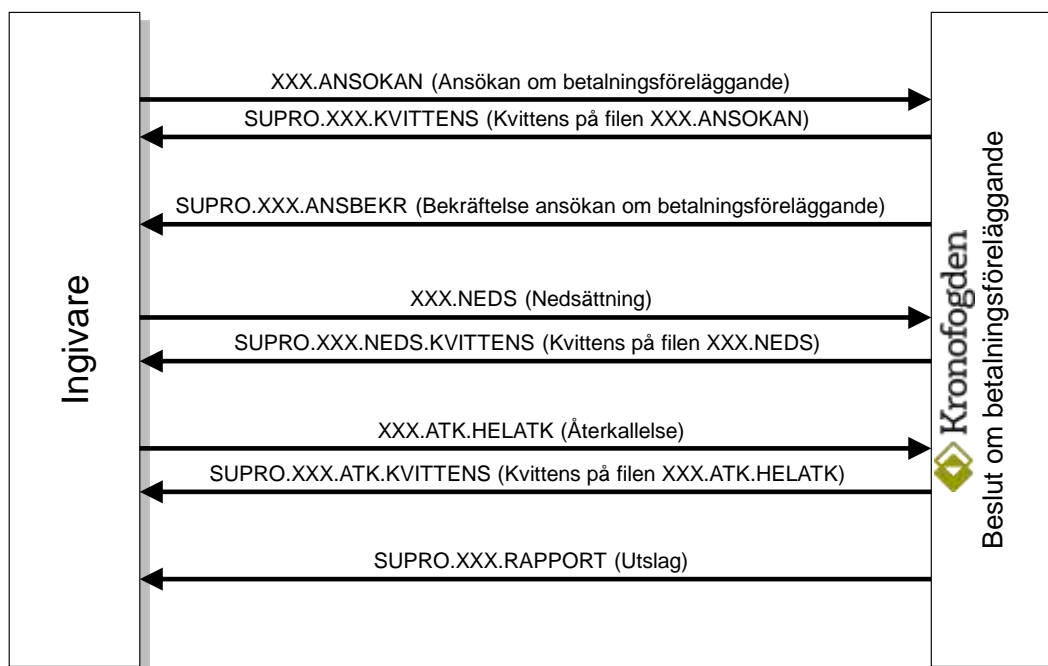 Ingivare
XXX.ANSOKAN (Ansökan om betalningsföreläggande)
SUPRO.XXX.KVITTENS (Kvittens på filen XXX.ANSOKAN)
SUPRO.XXX.ANSBEKR (Bekräftelse ansökan om betalningsföreläggande)
XXX.NEDS (Nedsättning)
SUPRO.XXX.NEDS.KVITTENS (Kvittens på filen XXX.NEDS)
XXX.ATK.HELATK (Återkallelse)
SUPRO.XXX.ATK.KVITTENS (Kvittens på filen XXX.ATK.HELATK)
SUPRO.XXX.RAPPORT (Utslag)
Kronofogden
Beslut om betalningsföreläggande